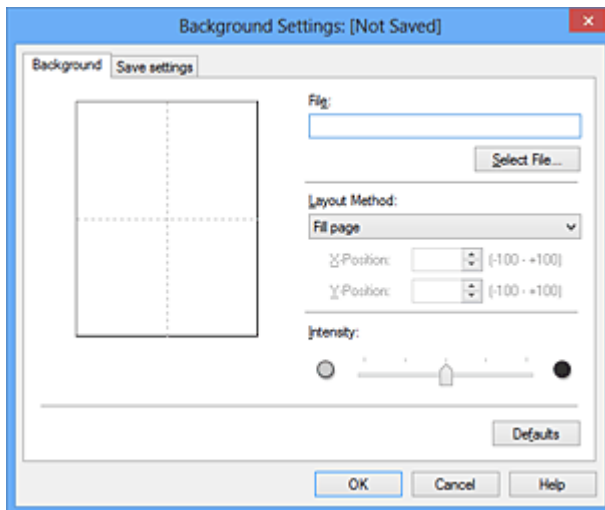 Background Settings: [Not Saved]
Background
Save settings
File:
Select File...
Layout Method:
Fill page
X-Position: (-100 - +100)
Y-Position: (-100 - +100)
Intensity:
Defaults
OK Cancel Help